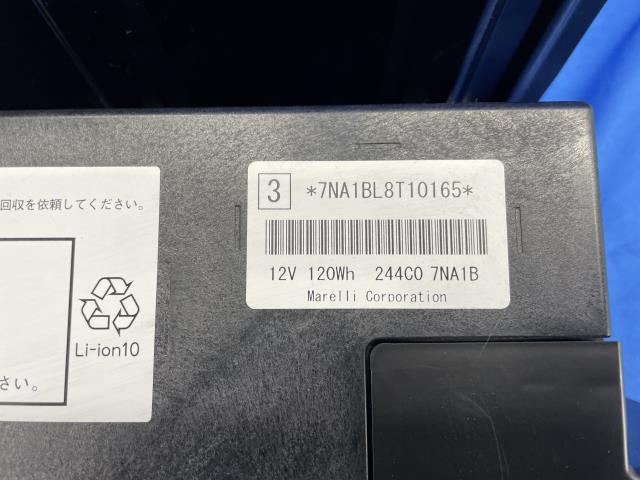 回収を依頼してください。
Li-ion10
さい。
3 *7NA1BL8T10165*
12V 120Wh 244C0 7NA1B
Marelli Corporation